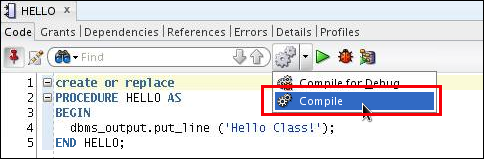 HELLO
Code Grants Dependencies References Errors Details Profiles
Find
Compile for Debug
Compile
1 create or replace
2 PROCEDURE HELLO AS
3 BEGIN
4 dbms_output.put_line ('Hello Class!');
5 END HELLO;